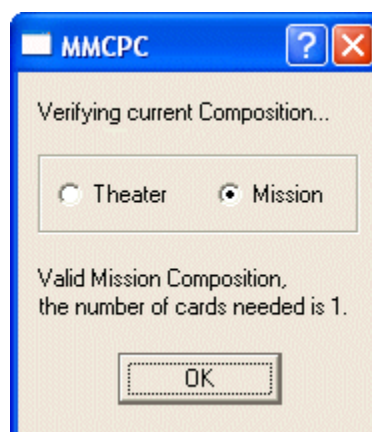 MMCPC
Verifying current Composition...
Theater Mission
Valid Mission Composition,
the number of cards needed is 1.
OK